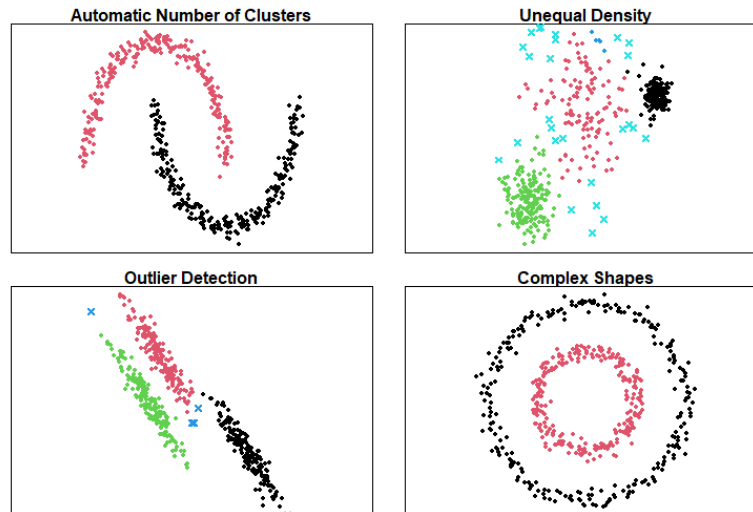 Automatic Number of Clusters
Unequal Density
Outlier Detection
Complex Shapes